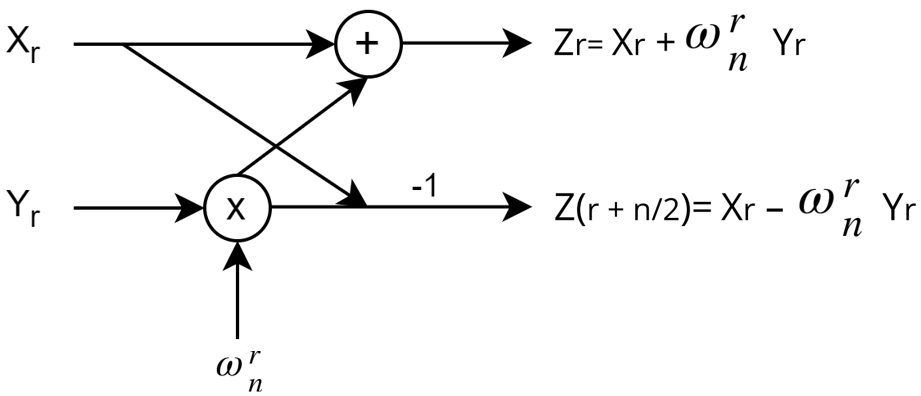 Xr + Zr= Xr + ω r n Yr
-1
Yr x Z(r + n/2)= Xr – ω r n Yr
ω r n